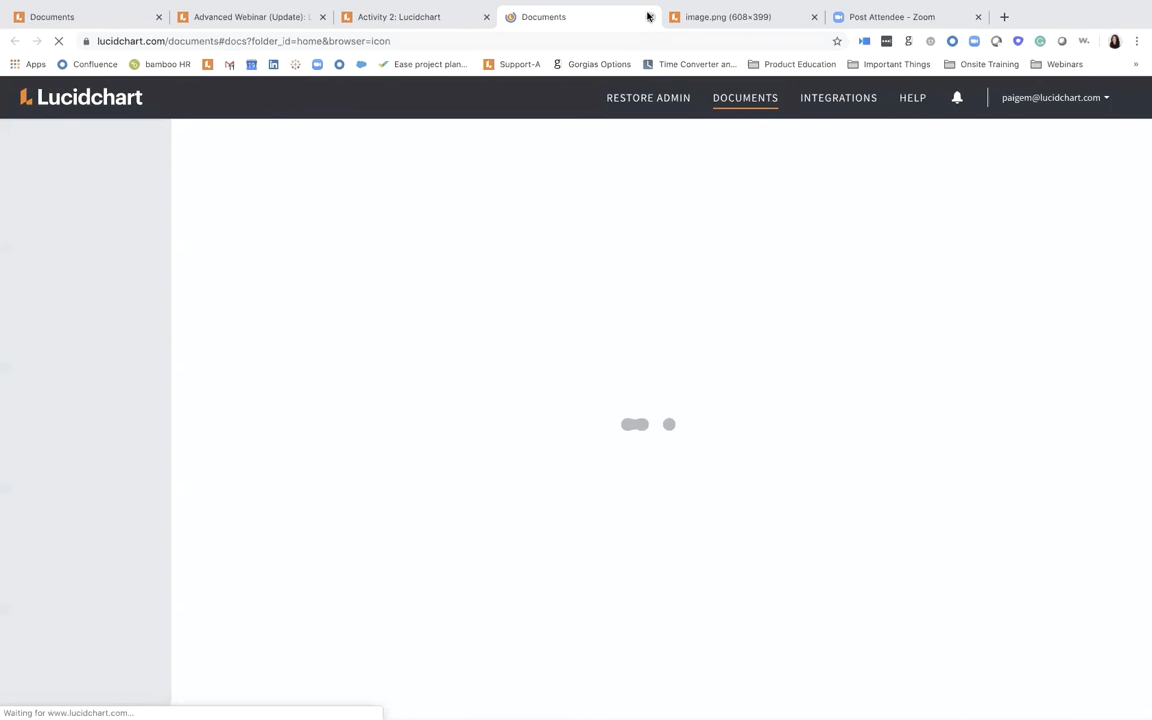 Documents
Advanced Webinar (Update): L
Activity 2: Lucidchart
Documents
image.png (608×399)
Post Attendee - Zoom
lucidchart.com/documents#docs?folder_id=home&browser=icon
Apps
Confluence
bamboo HR
Ease project plan...
Support-A
Gorgias Options
Time Converter an...
Product Education
Important Things
Onsite Training
Webinars
»
Lucidchart
RESTORE ADMIN
DOCUMENTS
INTEGRATIONS
HELP
paigem@lucidchart.com
Waiting for www.lucidchart.com...